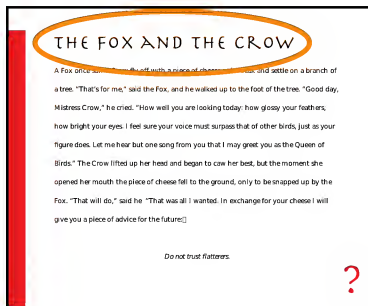 THE FOX AND THE CROW
A Fox once off with a piece of and settle on a branch of
a tree. "That's for me," said the Fox, and he walked up to the foot of the tree. "Good day,
Mistress Crow," he cried. "How well you are looking today: how glossy your feathers,
how bright your eyes. I feel sure your voice must surpass that of other birds, just as your
figure does. Let me hear but one song from you that I may greet you as the Queen of
Birds." The Crow lifted up her head and began to caw her best, but the moment she
opened her mouth the piece of cheese fell to the ground, only to be snapped up by the
Fox. "That will do," said he "That was all I wanted. In exchange for your cheese I will
give you a piece of advice for the future:
Do not trust flatterers.
?